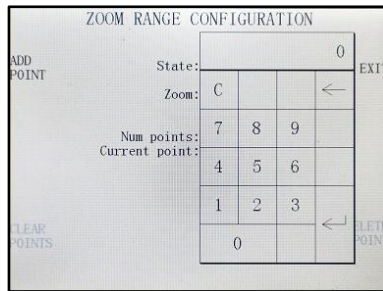 ZOOM RANGE CONFIGURATION
ADD
POINT
State:
0
EXIT
Zoom:
C
←
Num points:
7 8 9
Current point:
4 5 6
1 2 3
CLEAR
POINTS
0